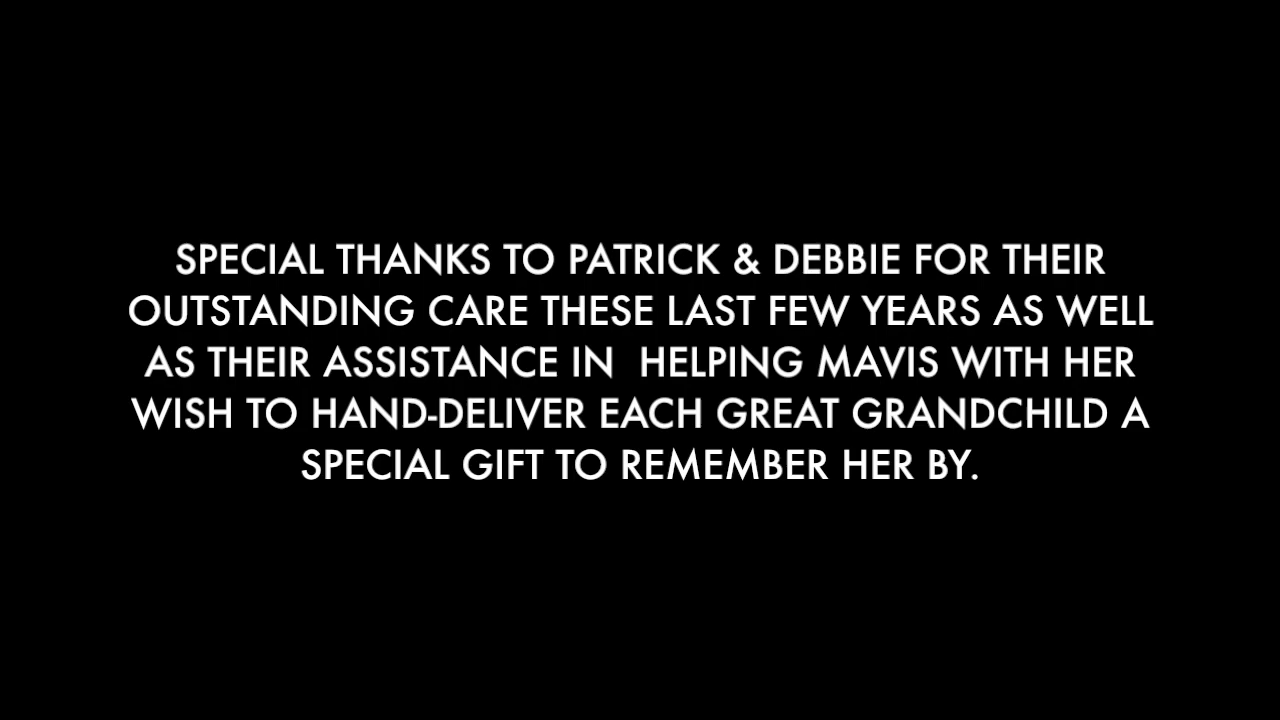 SPECIAL THANKS TO PATRICK & DEBBIE FOR THEIR
OUTSTANDING CARE THESE LAST FEW YEARS AS WELL
AS THEIR ASSISTANCE IN  HELPING MAVIS WITH HER
WISH TO HAND-DELIVER EACH GREAT GRANDCHILD A
SPECIAL GIFT TO REMEMBER HER BY.